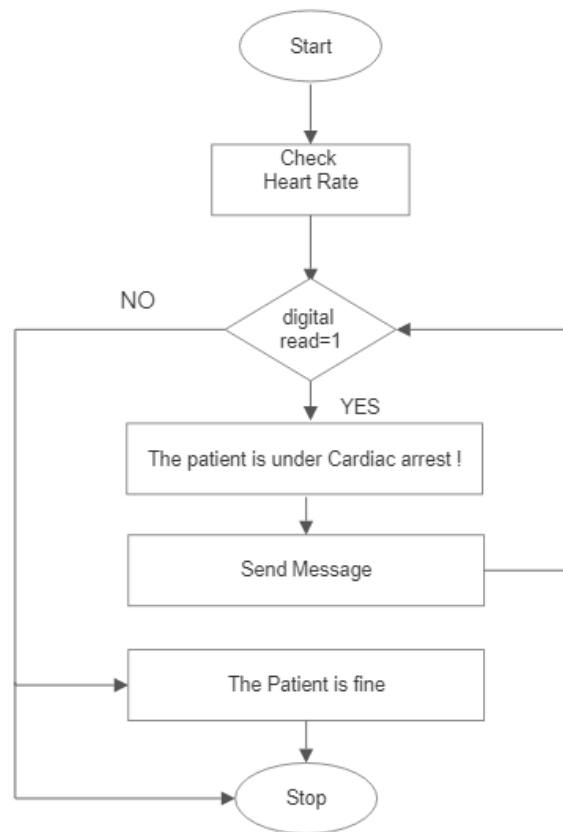 Start
Check
Heart Rate
NO
digital
read=1
YES
The patient is under Cardiac arrest !
Send Message
The Patient is fine
Stop